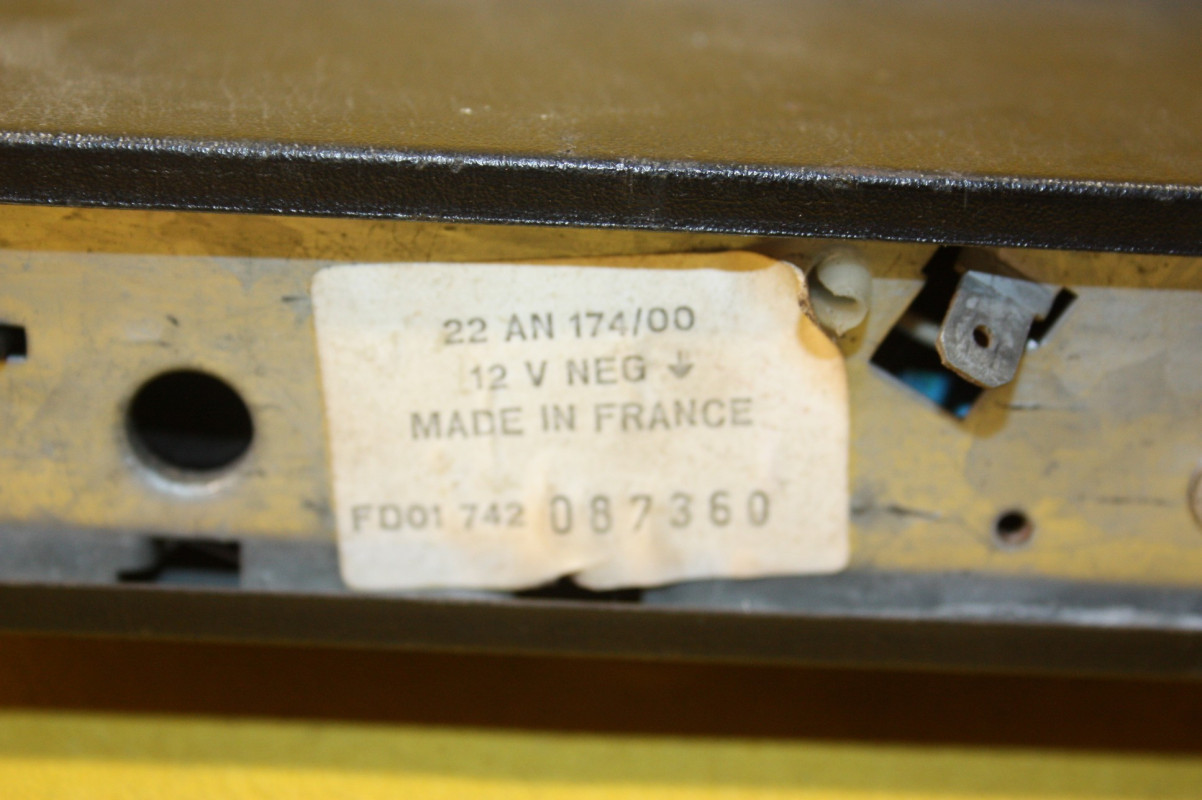 22 AN 174/00
12 V NEG ⏚
MADE IN FRANCE
FD01 742 087360